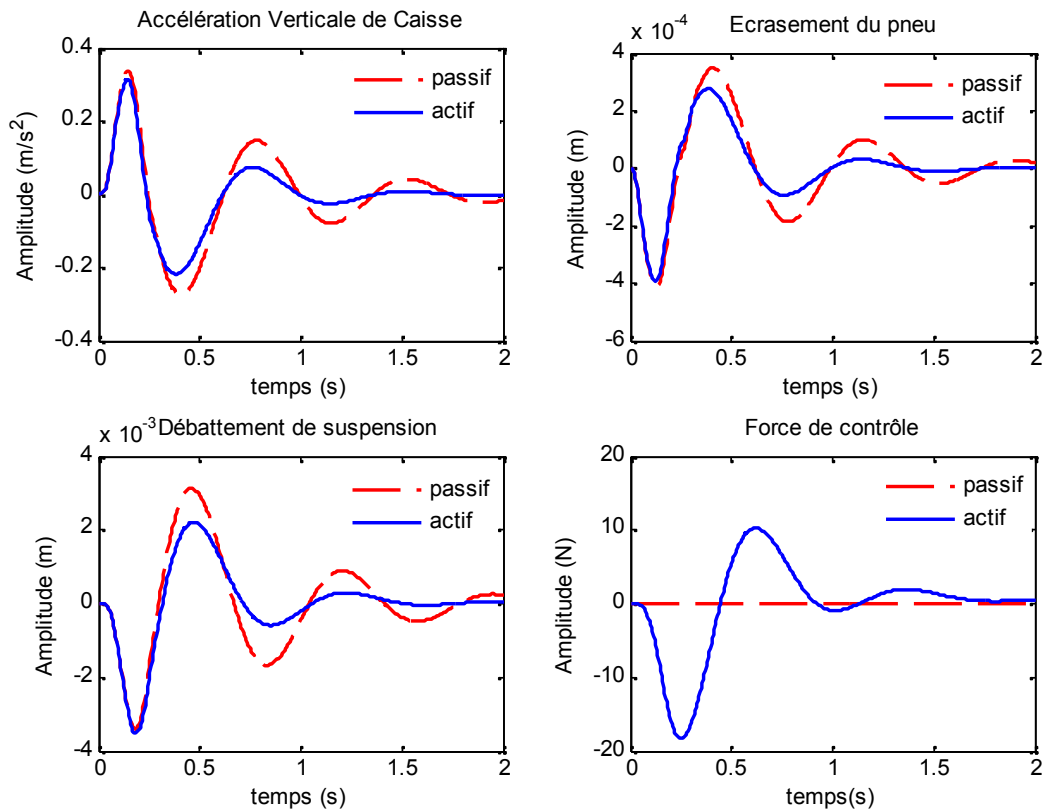 Accélération Verticale de Caisse
0.4
0.2
0
-0.2
-0.4
Amplitude (m/s2)
passif
actif
0 0.5 1 1.5 2
temps (s)
Ecrasement du pneu
x 10-4
4
2
0
-2
-4
-6
Amplitude (m)
passif
actif
0 0.5 1 1.5 2
temps (s)
x 10-3 Débattement de suspension
4
2
0
-2
-4
Amplitude (m)
passif
actif
0 0.5 1 1.5 2
temps (s)
Force de contrôle
20
10
0
-10
-20
Amplitude (N)
passif
actif
0 0.5 1 1.5 2
temps(s)